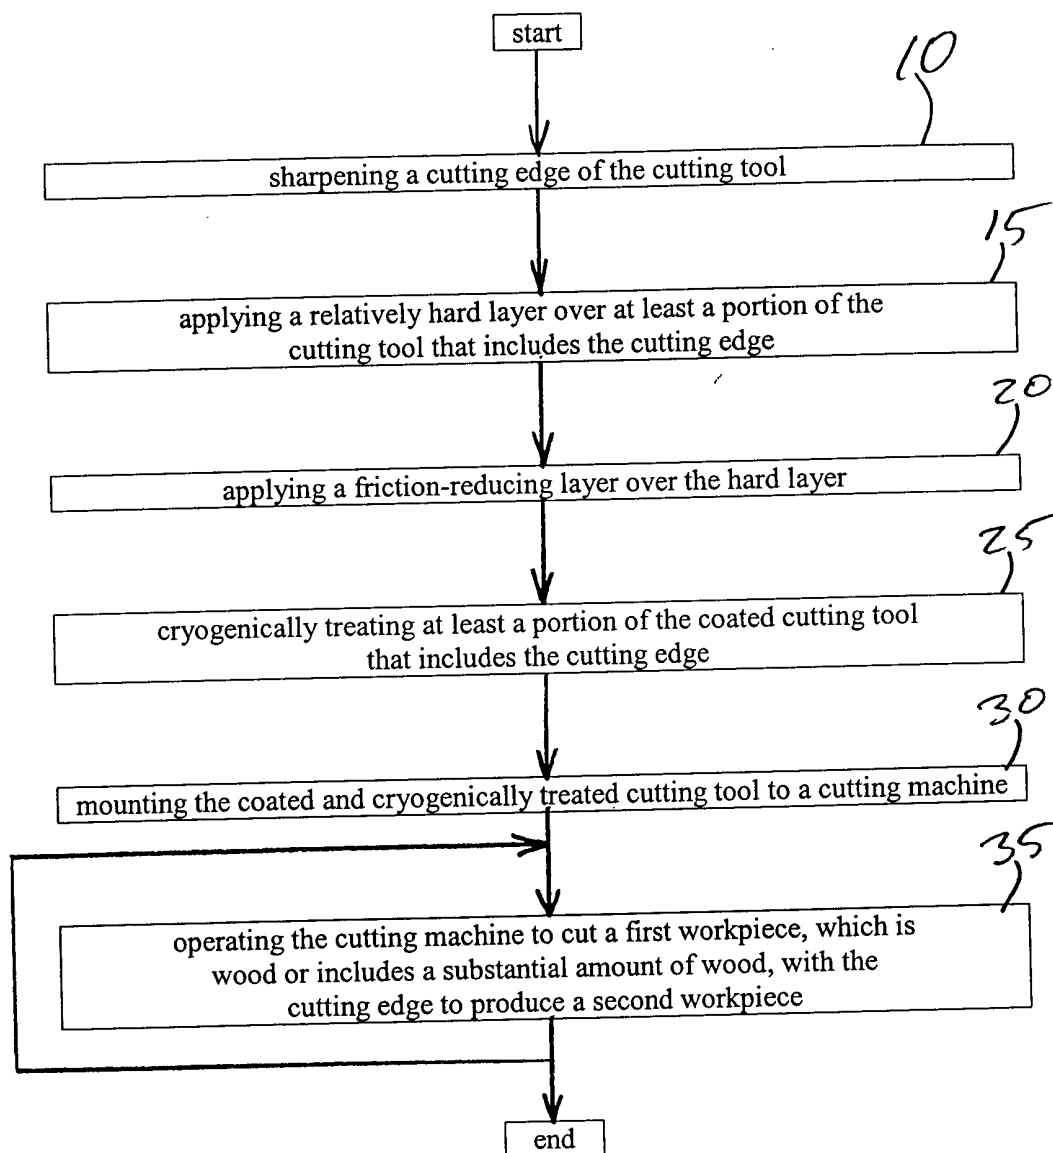 start
10
sharpening a cutting edge of the cutting tool
15
applying a relatively hard layer over at least a portion of the
cutting tool that includes the cutting edge
20
applying a friction-reducing layer over the hard layer
25
cryogenically treating at least a portion of the coated cutting tool
that includes the cutting edge
30
mounting the coated and cryogenically treated cutting tool to a cutting machine
35
operating the cutting machine to cut a first workpiece, which is
wood or includes a substantial amount of wood, with the
cutting edge to produce a second workpiece
end